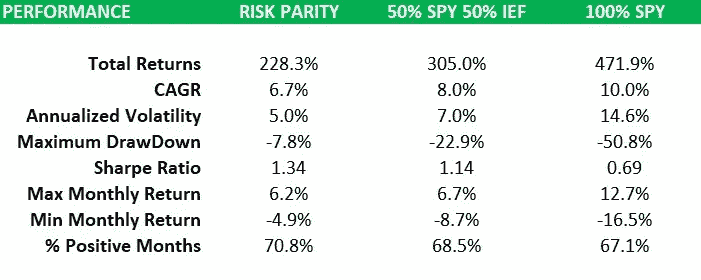 PERFORMANCE RISK PARITY 50% SPY 50% IEF 100% SPY
Total Returns 228.3% 305.0% 471.9%
CAGR 6.7% 8.0% 10.0%
Annualized Volatility 5.0% 7.0% 14.6%
Maximum DrawDown -7.8% -22.9% -50.8%
Sharpe Ratio 1.34 1.14 0.69
Max Monthly Return 6.2% 6.7% 12.7%
Min Monthly Return -4.9% -8.7% -16.5%
% Positive Months 70.8% 68.5% 67.1%